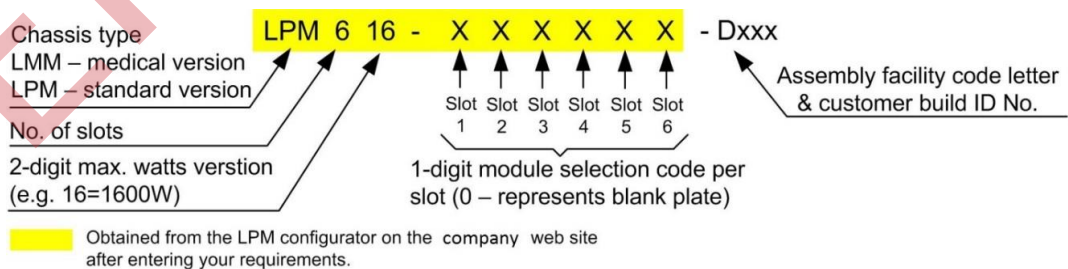 LPM 6 16 - X X X X X X - Dxxx
Chassis type
LMM – medical version
LPM – standard version
No. of slots
2-digit max. watts verstion
(e.g. 16=1600W)
Slot Slot Slot Slot Slot Slot
1 2 3 4 5 6
1-digit module selection code per
slot (0 – represents blank plate)
Assembly facility code letter
& customer build ID No.
Obtained from the LPM configurator on the company web site
after entering your requirements.